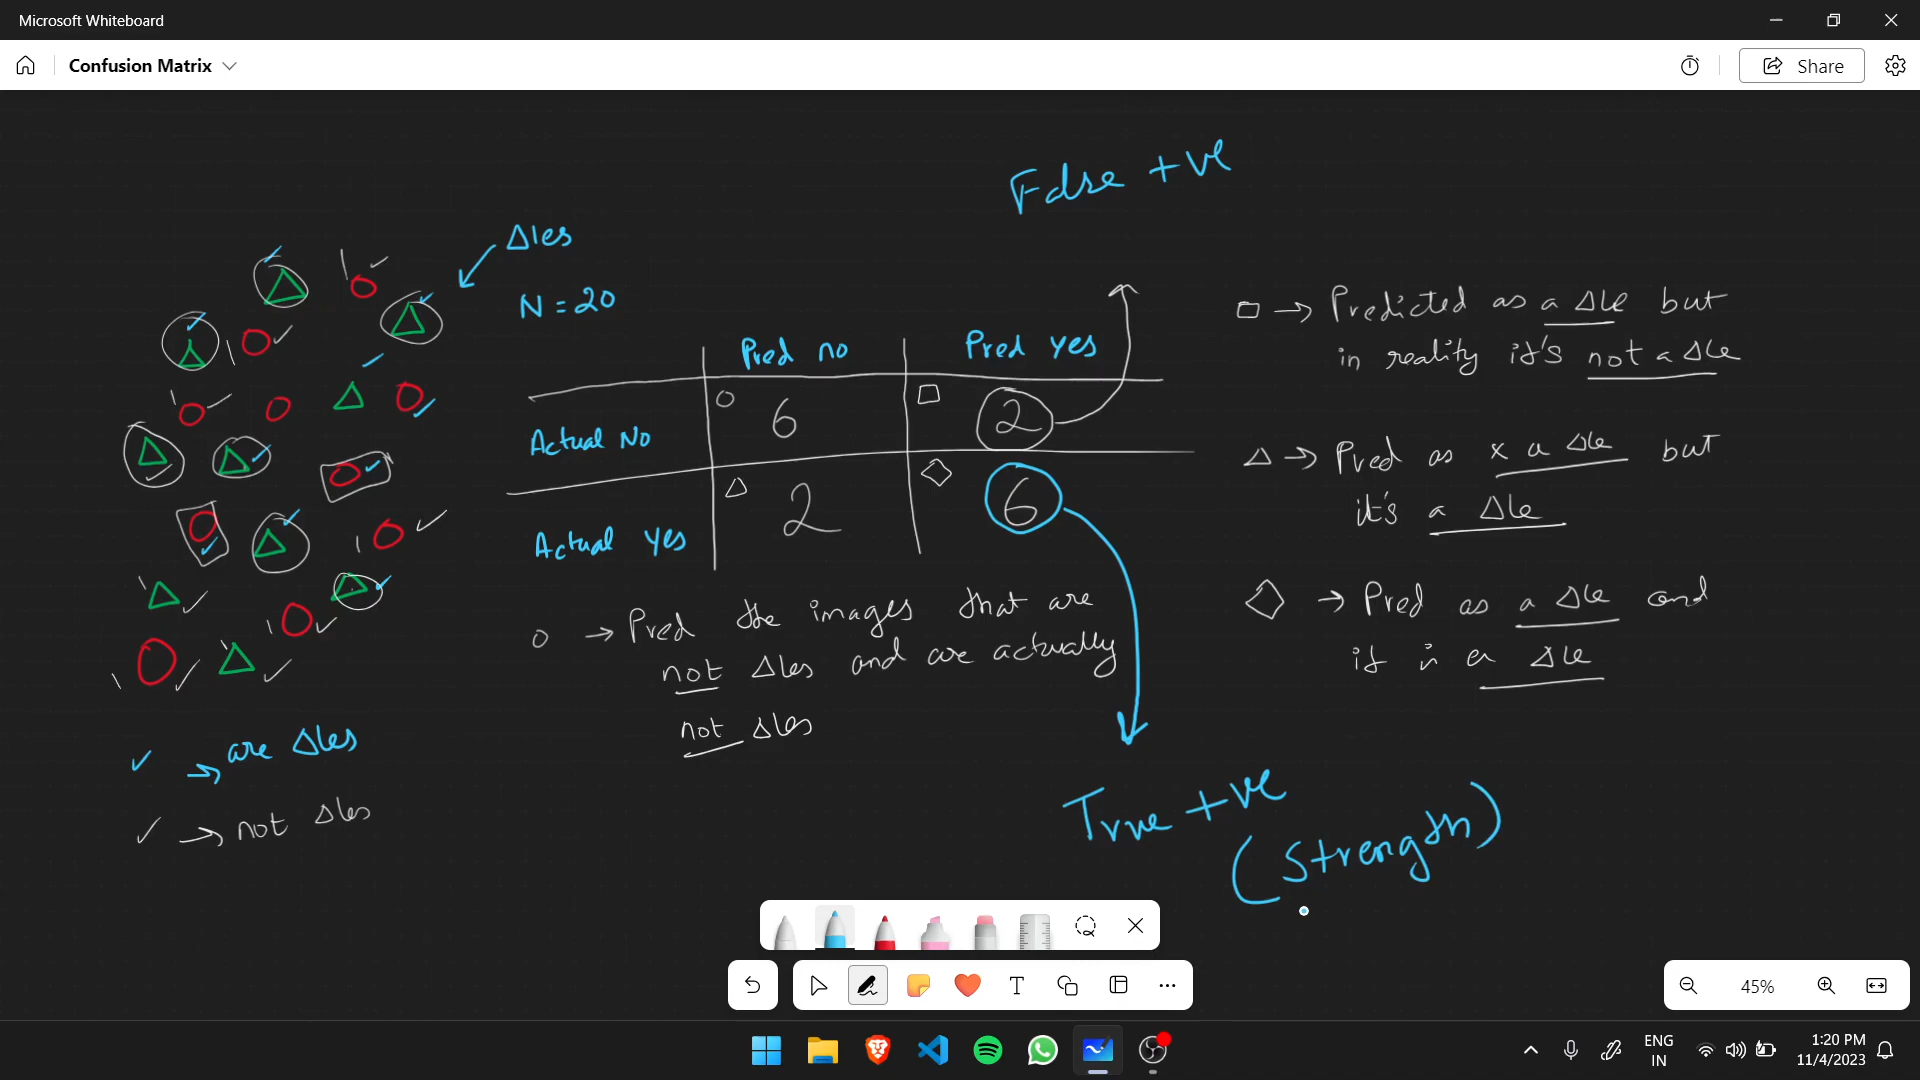 Microsoft Whiteboard
Confusion Matrix
Share
False +ve
Δles
N = 20
Pred no
Pred yes
Actual No
6
2
Actual yes
2
6
□ → Predicted as a Δle but
in reality it's not a Δle
Δ → Pred as x a Δle but
it's a Δle
◇ → Pred as a Δle and
it is a Δle
○ → Pred the images that are
not Δles and are actually
not Δles
✓ → are Δles
✓ → not Δles
True +ve
(Strength)
45%
ENG
IN
1:20 PM
11/4/2023